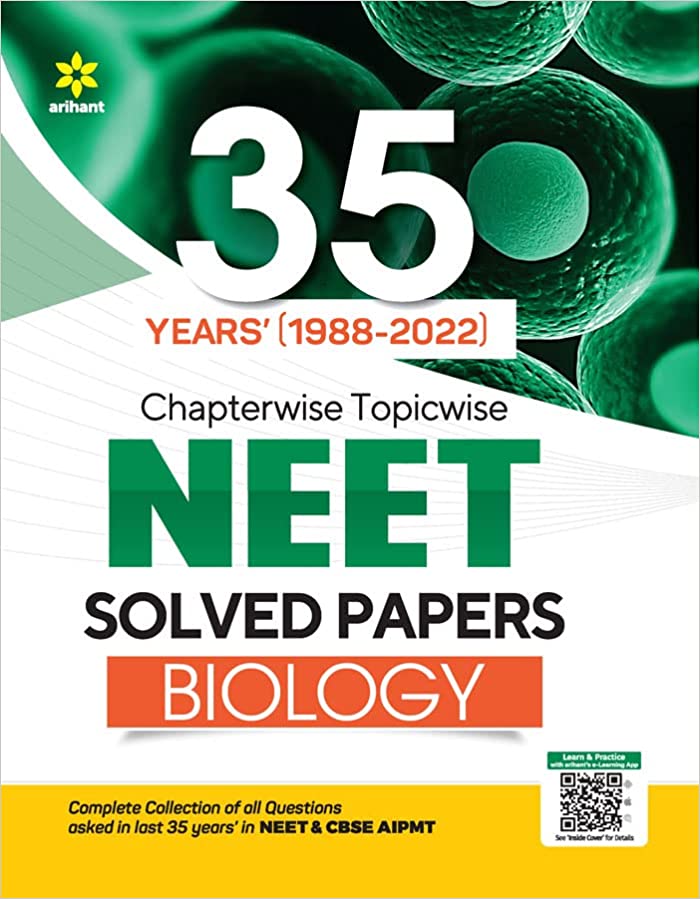 arihant
35
YEARS' (1988-2022)
Chapterwise Topicwise
NEET
SOLVED PAPERS
BIOLOGY
Learn & Practice
with arihant's e-Learning App
See 'Inside Cover' for Details
Complete Collection of all Questions
asked in last 35 years' in NEET & CBSE AIPMT